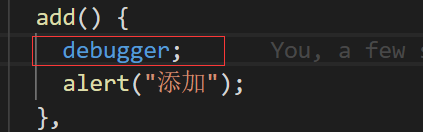 add() {
debugger; You, a few
alert("添加");
},